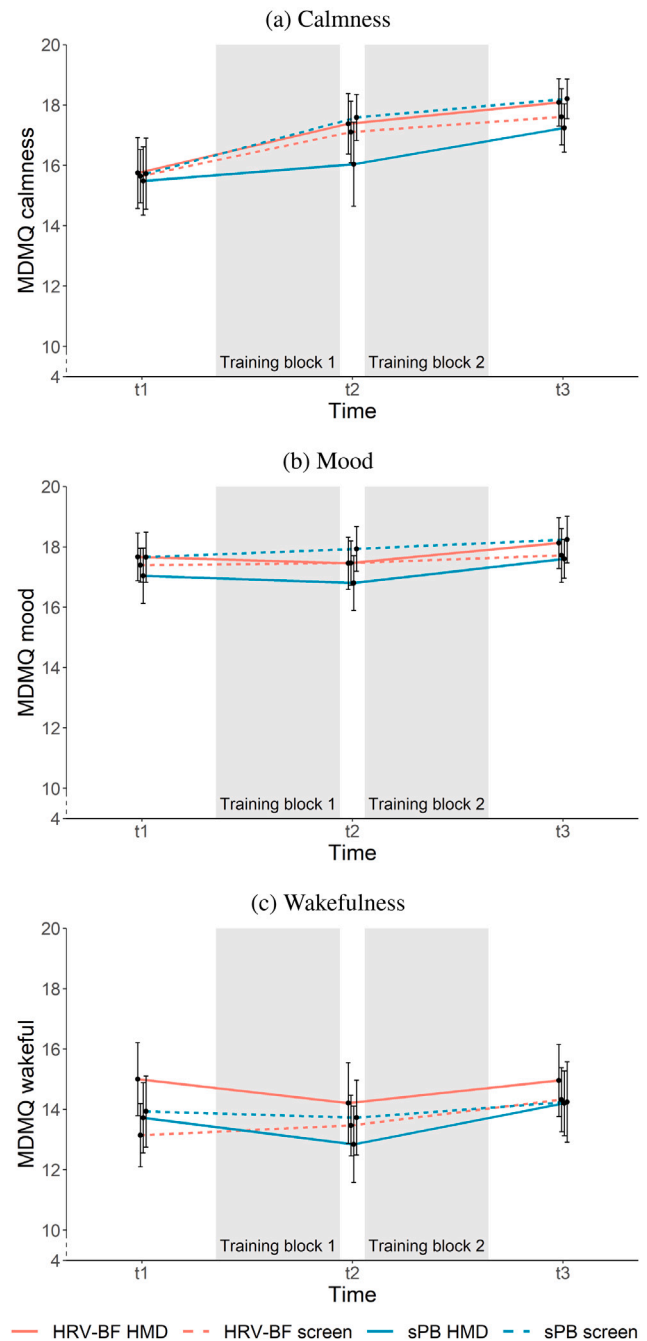 (a) Calmness
20
18
16
14
12
10
4
MDMQ calmness
Training block 1 Training block 2
t1 t2 t3
Time
(b) Mood
20
18
16
14
12
10
4
MDMQ mood
Training block 1 Training block 2
t1 t2 t3
Time
(c) Wakefulness
20
18
16
14
12
10
4
MDMQ wakeful
Training block 1 Training block 2
t1 t2 t3
Time
HRV-BF HMD HRV-BF screen sPB HMD sPB screen